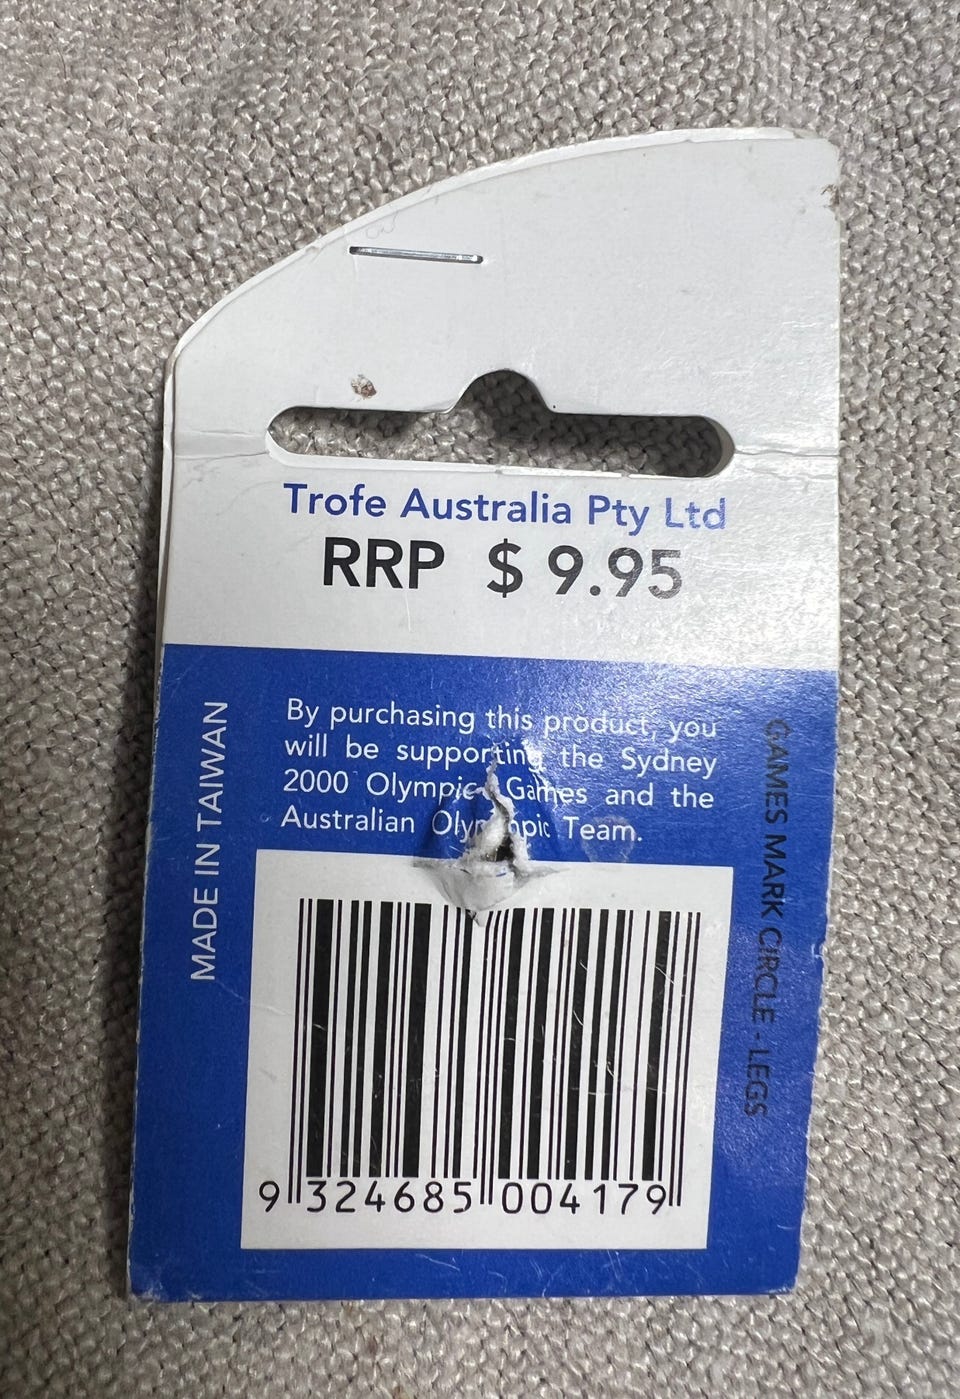 Trofe Australia Pty Ltd
RRP $ 9.95
By purchasing this product, you
will be supporting the Sydney
2000 Olympic Games and the
Australian Olympic Team.
MADE IN TAIWAN
GAMES MARK CIRCLE - LEGS
9 324685 004179